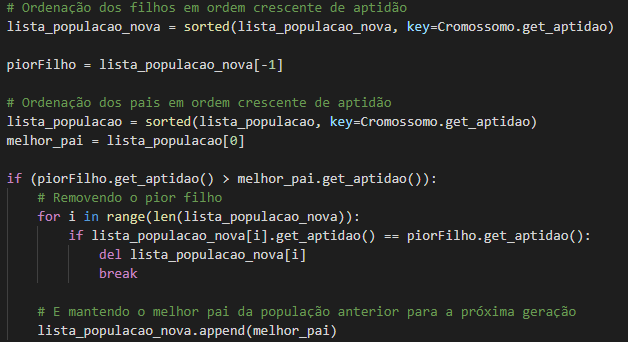 # Ordenação dos filhos em ordem crescente de aptidão
lista_populacao_nova = sorted(lista_populacao_nova, key=Cromossomo.get_aptidao)
piorFilho = lista_populacao_nova[-1]
# Ordenação dos pais em ordem crescente de aptidão
lista_populacao = sorted(lista_populacao, key=Cromossomo.get_aptidao)
melhor_pai = lista_populacao[0]
if (piorFilho.get_aptidao() > melhor_pai.get_aptidao()):
    # Removendo o pior filho
    for i in range(len(lista_populacao_nova)):
        if lista_populacao_nova[i].get_aptidao() == piorFilho.get_aptidao():
            del lista_populacao_nova[i]
            break
    # E mantendo o melhor pai da população anterior para a próxima geração
    lista_populacao_nova.append(melhor_pai)